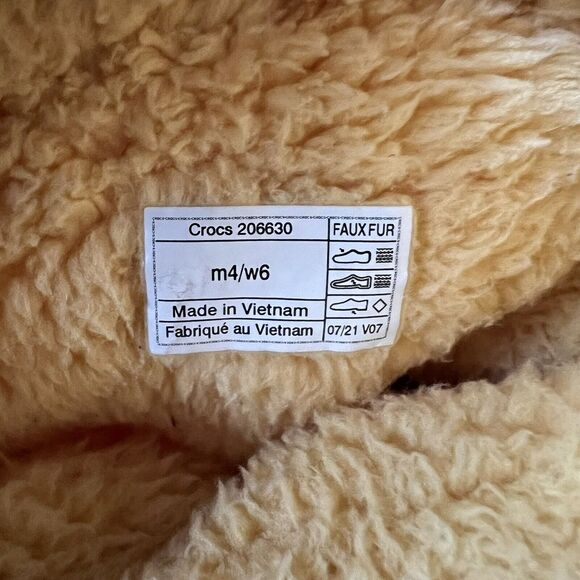 Crocs 206630
FAUX FUR
m4/w6
Made in Vietnam
Fabriqué au Vietnam
07/21 V07